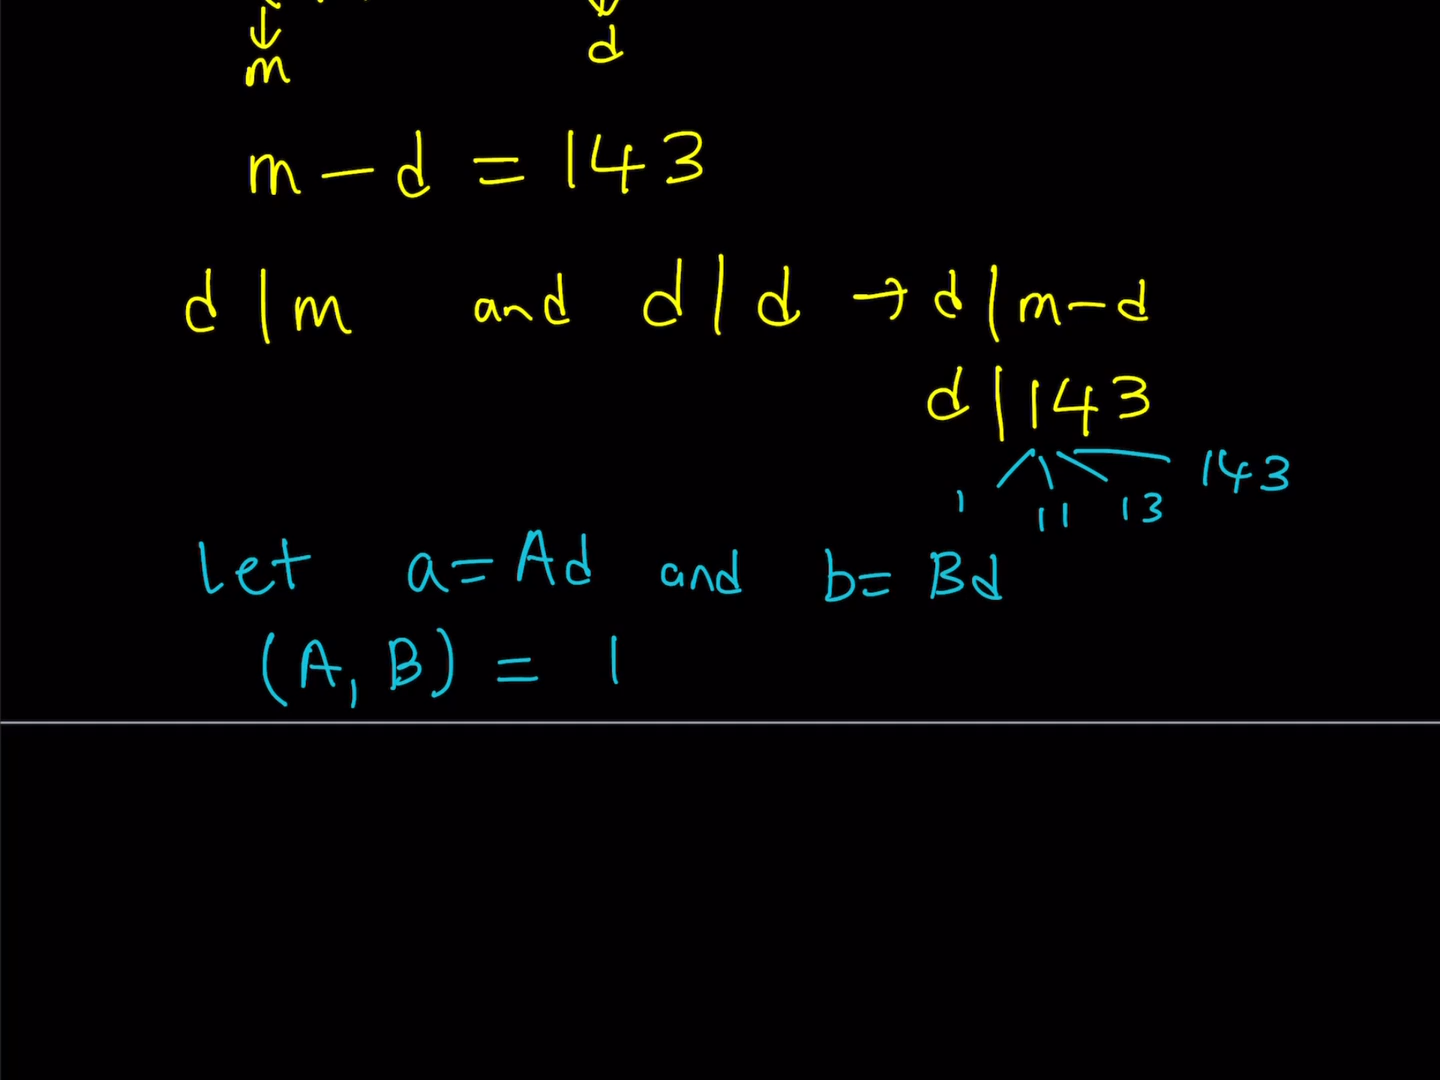 ↓ ↓
m d
m - d = 143
d | m and d | d → d | m - d
d | 143
1 11 13 143
Let a = Ad and b = Bd
(A, B) = 1